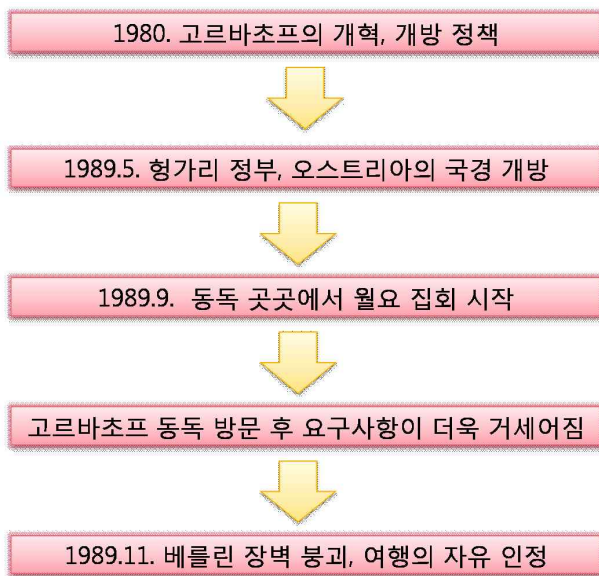 1980. 고르바초프의 개혁, 개방 정책
1989.5. 헝가리 정부, 오스트리아의 국경 개방
1989.9. 동독 곳곳에서 월요 집회 시작
고르바초프 동독 방문 후 요구사항이 더욱 거세어짐
1989.11. 베를린 장벽 붕괴, 여행의 자유 인정